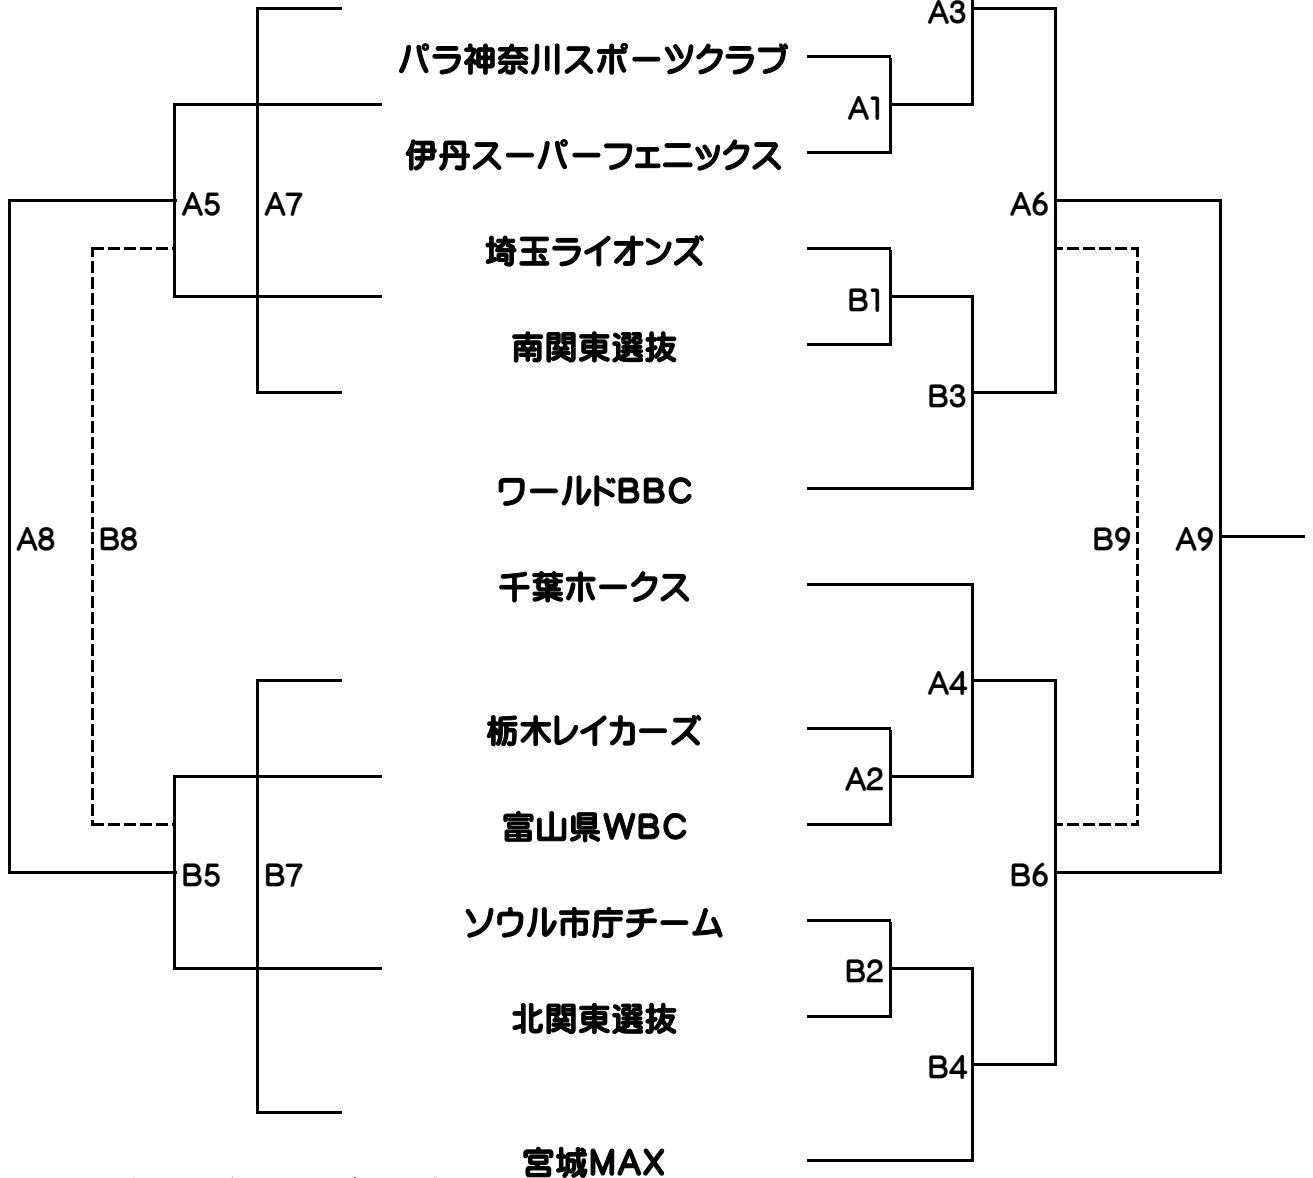 A3
パラ神奈川スポーツクラブ
A1
伊丹スーパーフェニックス
A5 A7 A6
埼玉ライオンズ
B1
南関東選抜
B3
ワールドBBC
A8 B8 B9 A9
千葉ホークス
A4
栃木レイカーズ
A2
富山県WBC
B5 B7 B6
ソウル市庁チーム
B2
北関東選抜
B4
宮城MAX